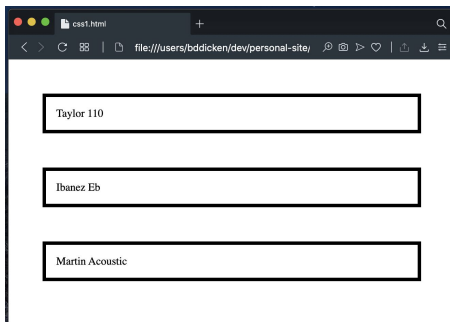 css1.html
file:///users/bddicken/dev/personal-site/
Taylor 110
Ibanez Eb
Martin Acoustic